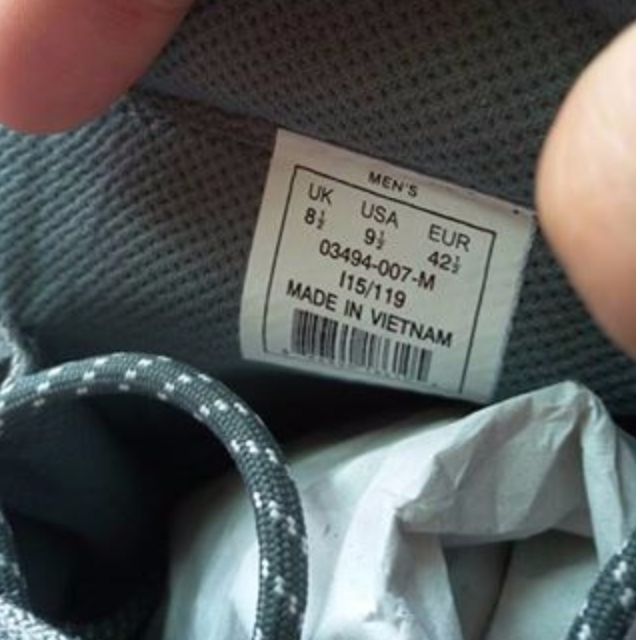 MEN'S
UK USA EUR
8½ 9½ 42½
03494-007-M
I15/119
MADE IN VIETNAM